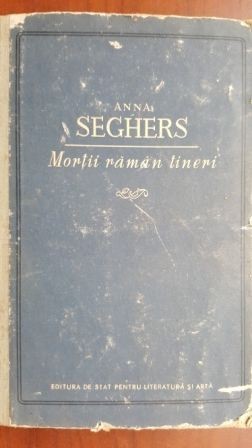 ANNA
SEGHERS
Morții rămân tineri
EDITURA DE STAT PENTRU LITERATURĂ ȘI ARTĂ